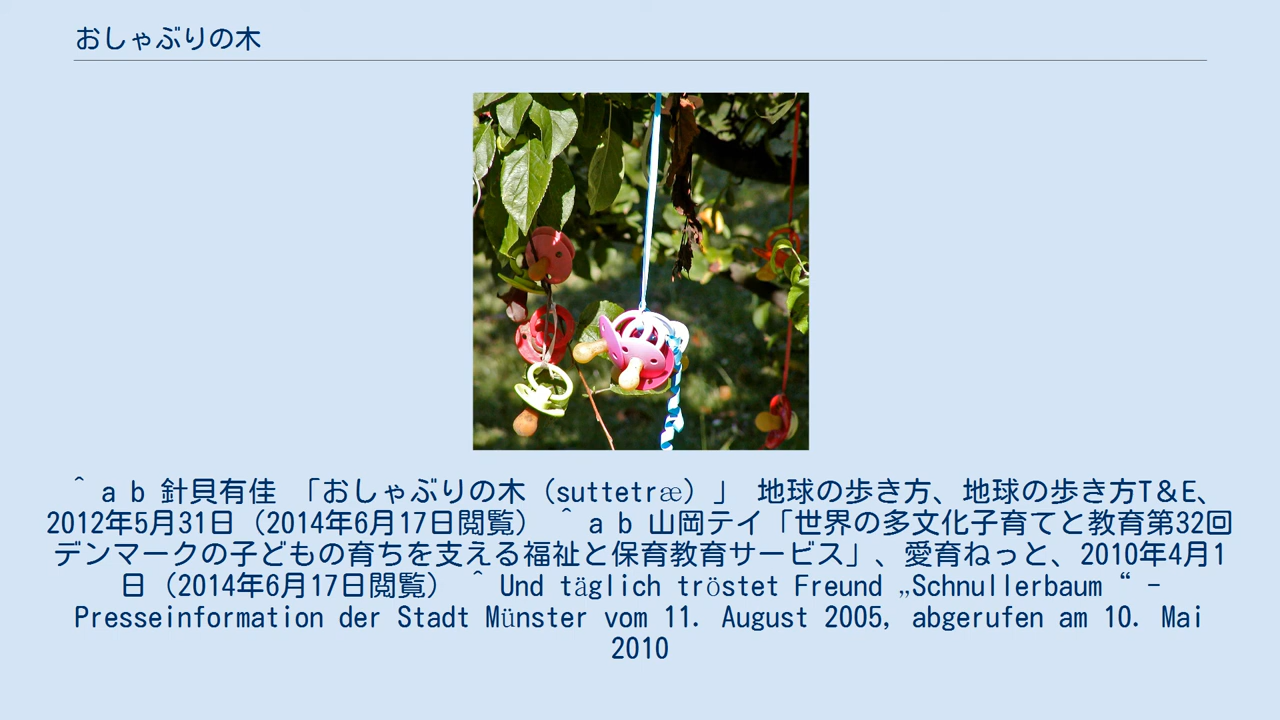 おしゃぶりの木
^ a b 針貝有佳 「おしゃぶりの木（suttetræ）」 地球の歩き方、地球の歩き方T＆E、
2012年5月31日（2014年6月17日閲覧） ^ a b 山岡テイ「世界の多文化子育てと教育第32回
デンマークの子どもの育ちを支える福祉と保育教育サービス」、愛育ねっと、2010年4月1
日（2014年6月17日閲覧） ^ Und täglich tröstet Freund „Schnullerbaum “ –
Presseinformation der Stadt Münster vom 11. August 2005, abgerufen am 10. Mai
2010